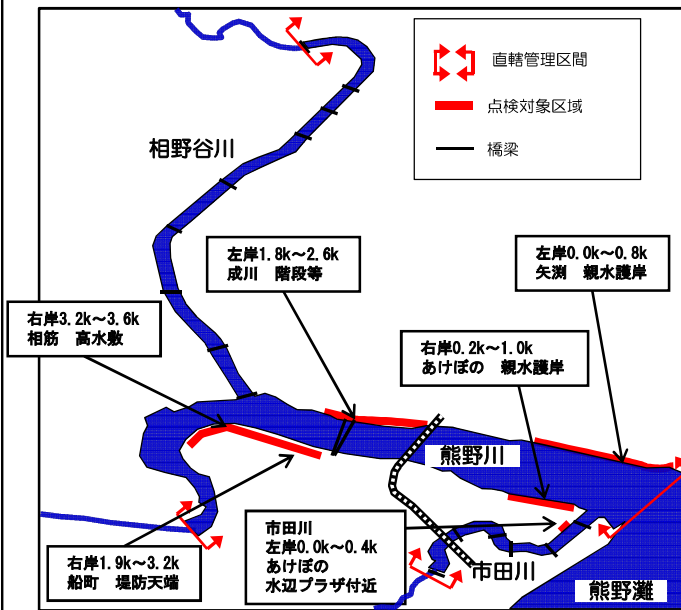 直轄管理区間
点検対象区域
橋梁
相野谷川
左岸1.8k～2.6k
成川　階段等
左岸0.0k～0.8k
矢渕　親水護岸
右岸3.2k～3.6k
相筋　高水敷
右岸0.2k～1.0k
あけぼの　親水護岸
熊野川
市田川
左岸0.0k～0.4k
あけぼの
水辺プラザ付近
右岸1.9k～3.2k
船町　堤防天端
市田川
熊野灘